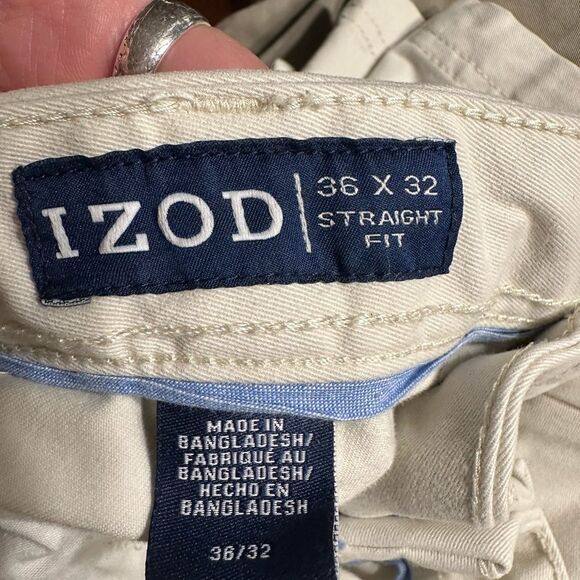 IZOD
36 X 32
STRAIGHT
FIT
MADE IN
BANGLADESH/
FABRIQUÉ AU
BANGLADESH/
HECHO EN
BANGLADESH
36/32